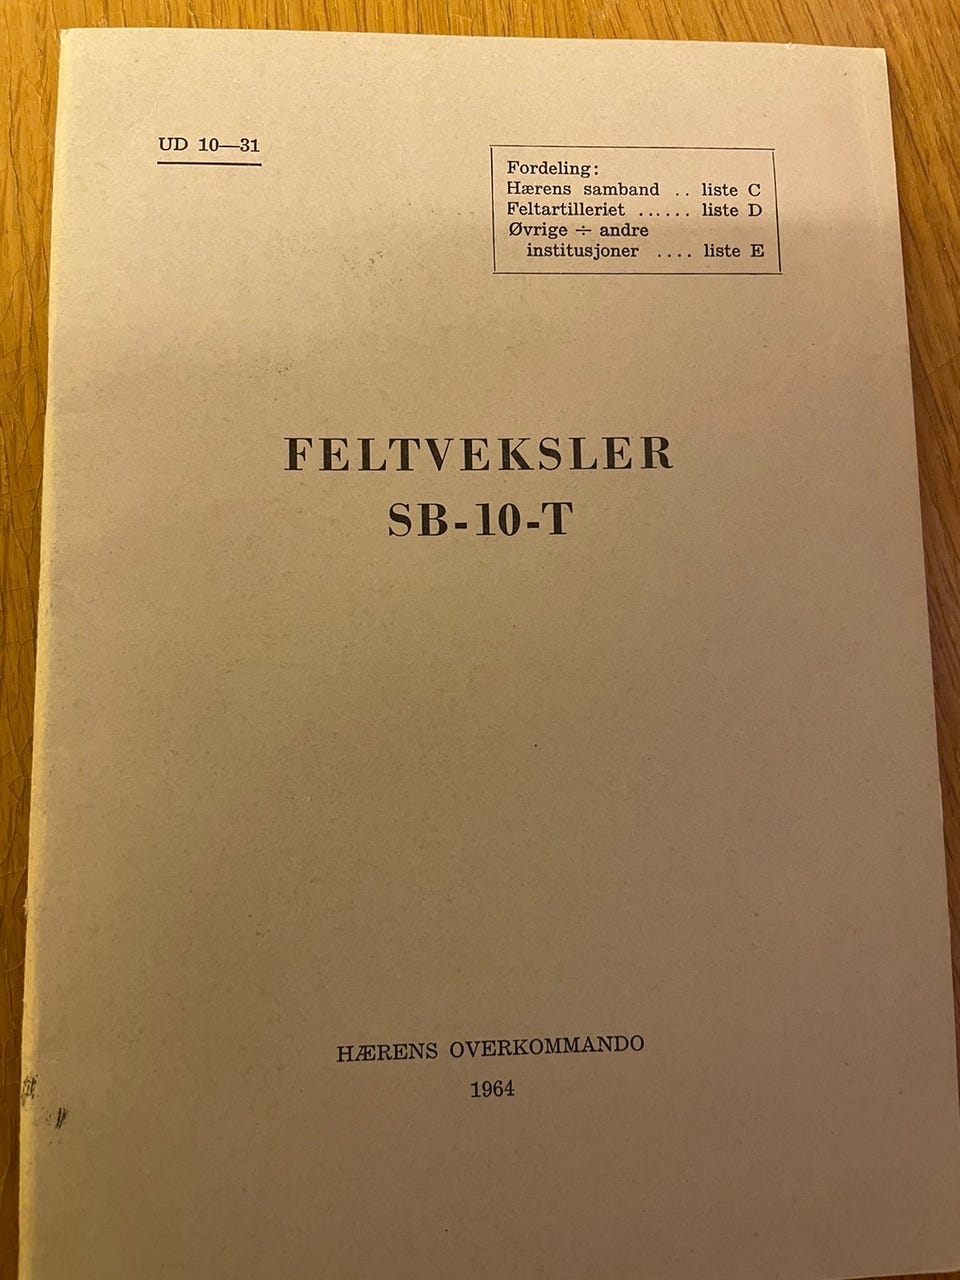 UD 10—31
Fordeling:
Hærens samband .. liste C
Feltartilleriet ...... liste D
Øvrige ÷ andre
institusjoner .... liste E
FELTVEKSLER
SB-10-T
HÆRENS OVERKOMMANDO
1964